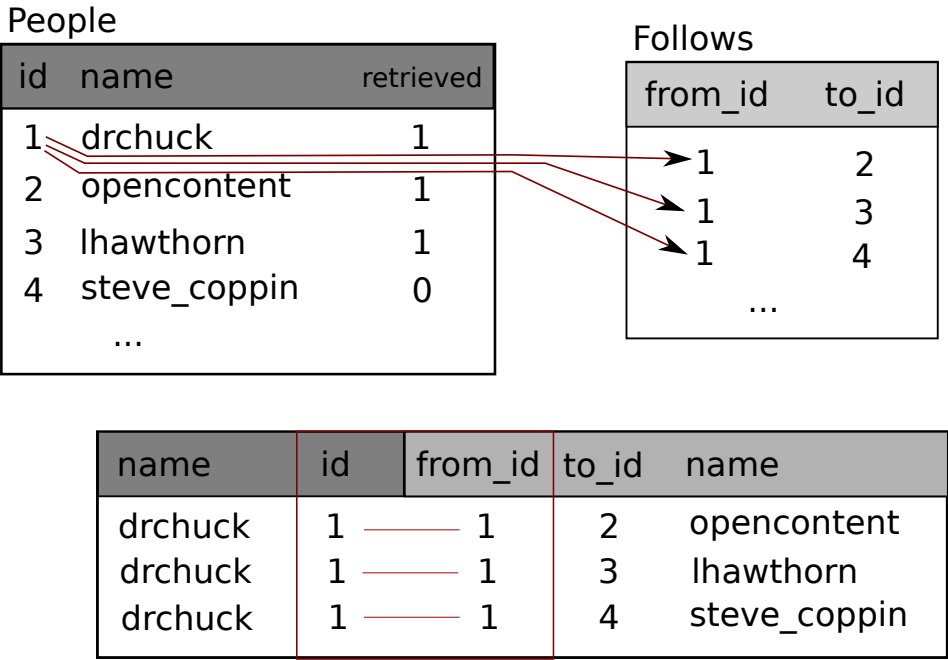 People
id name retrieved
1 drchuck 1
2 opencontent 1
3 lhawthorn 1
4 steve_coppin 0
...
Follows
from_id to_id
1 2
1 3
1 4
...
name id from_id to_id name
drchuck 1 1 2 opencontent
drchuck 1 1 3 lhawthorn
drchuck 1 1 4 steve_coppin